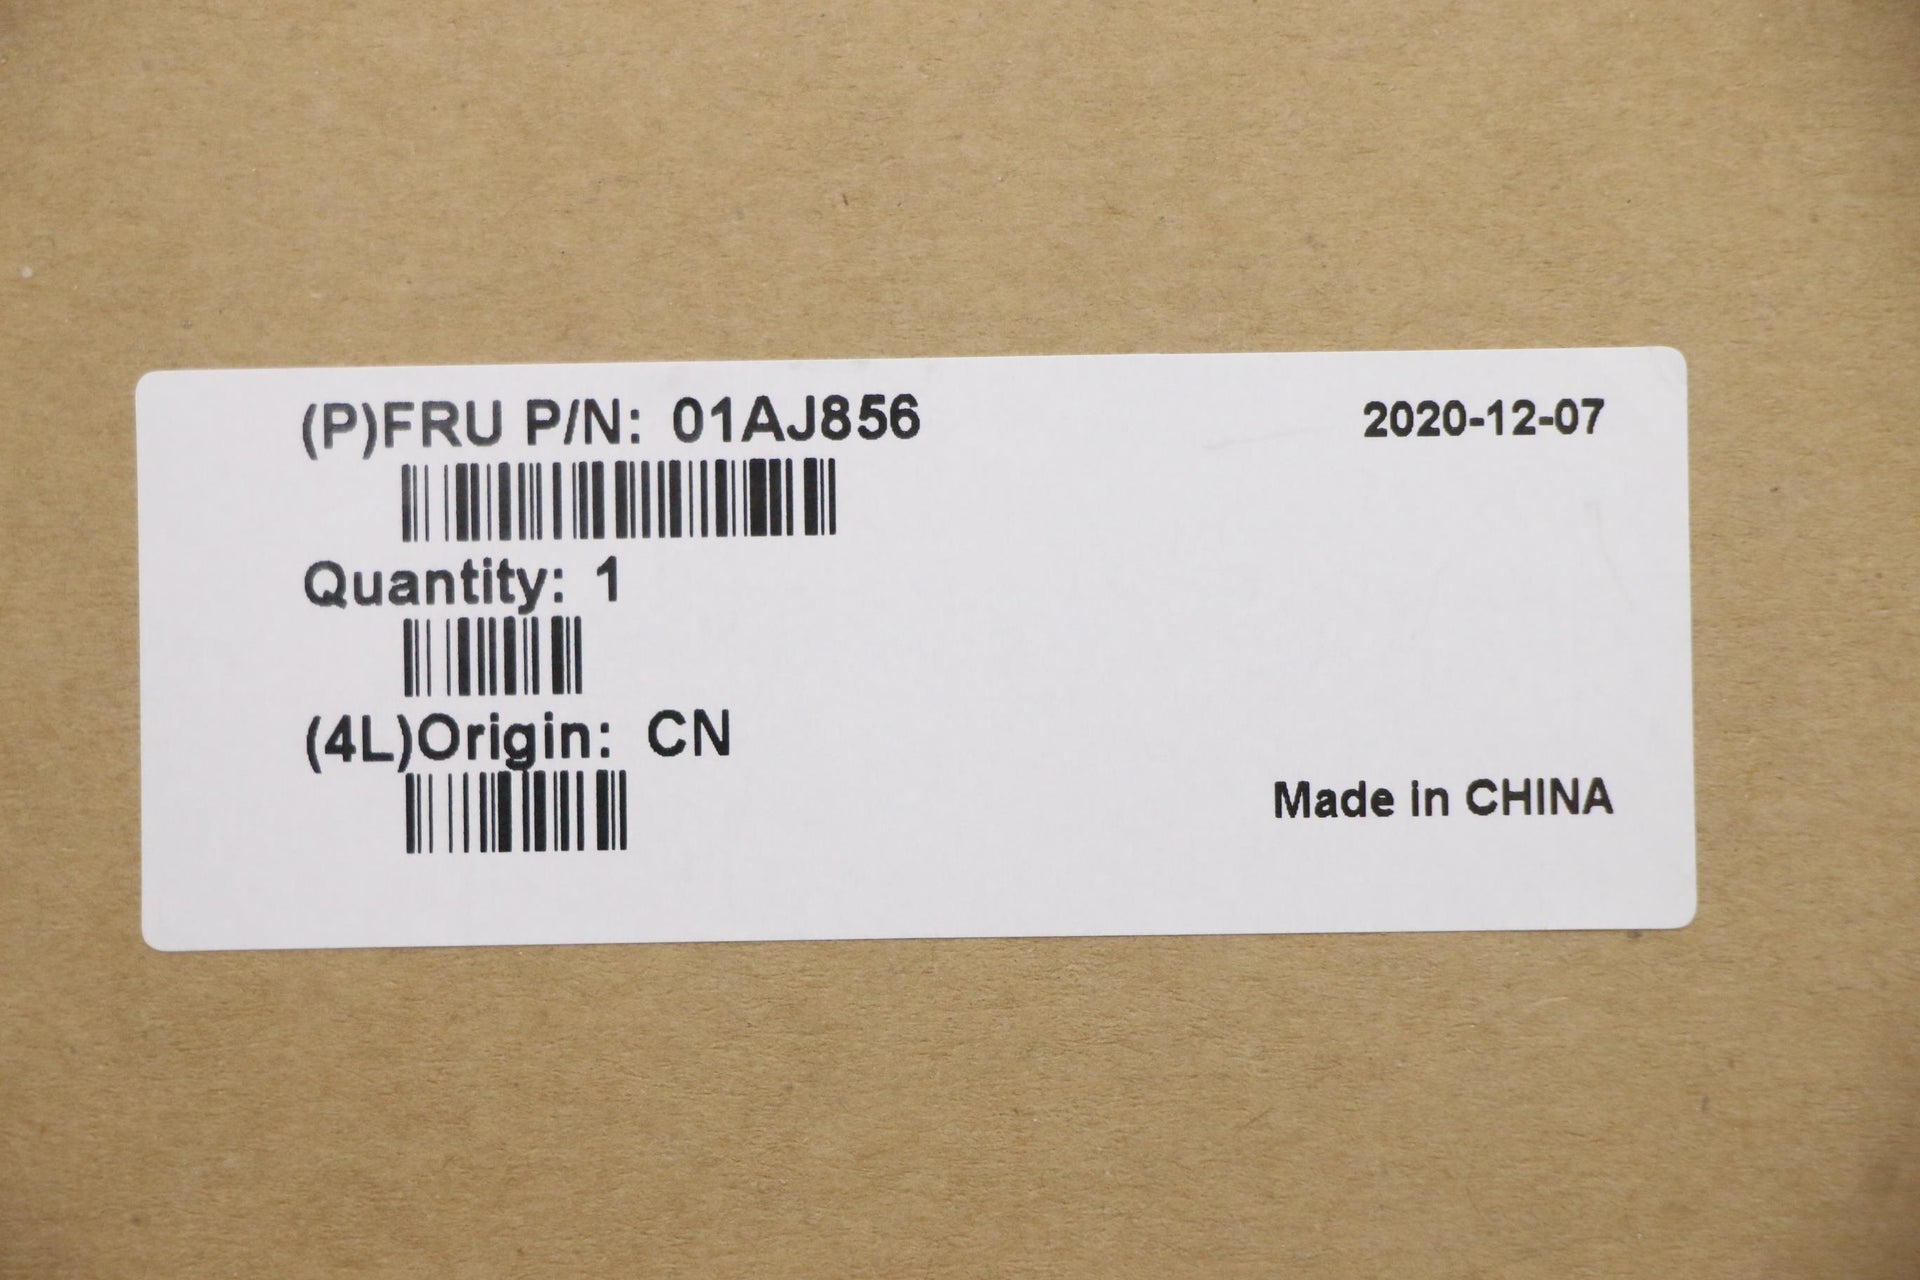 (P)FRU P/N: 01AJ856
2020-12-07
Quantity: 1
(4L)Origin: CN
Made in CHINA